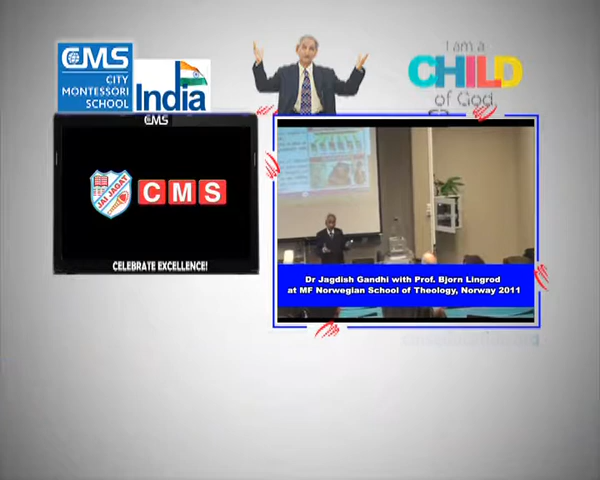 CMS
CITY
MONTESSORI
SCHOOL
India
I am a
CHILD
of God.
CMS
JAI JAGAT
CMS
CELEBRATE EXCELLENCE!
Dr Jagdish Gandhi with Prof. Bjorn Lingrod
at MF Norwegian School of Theology, Norway 2011